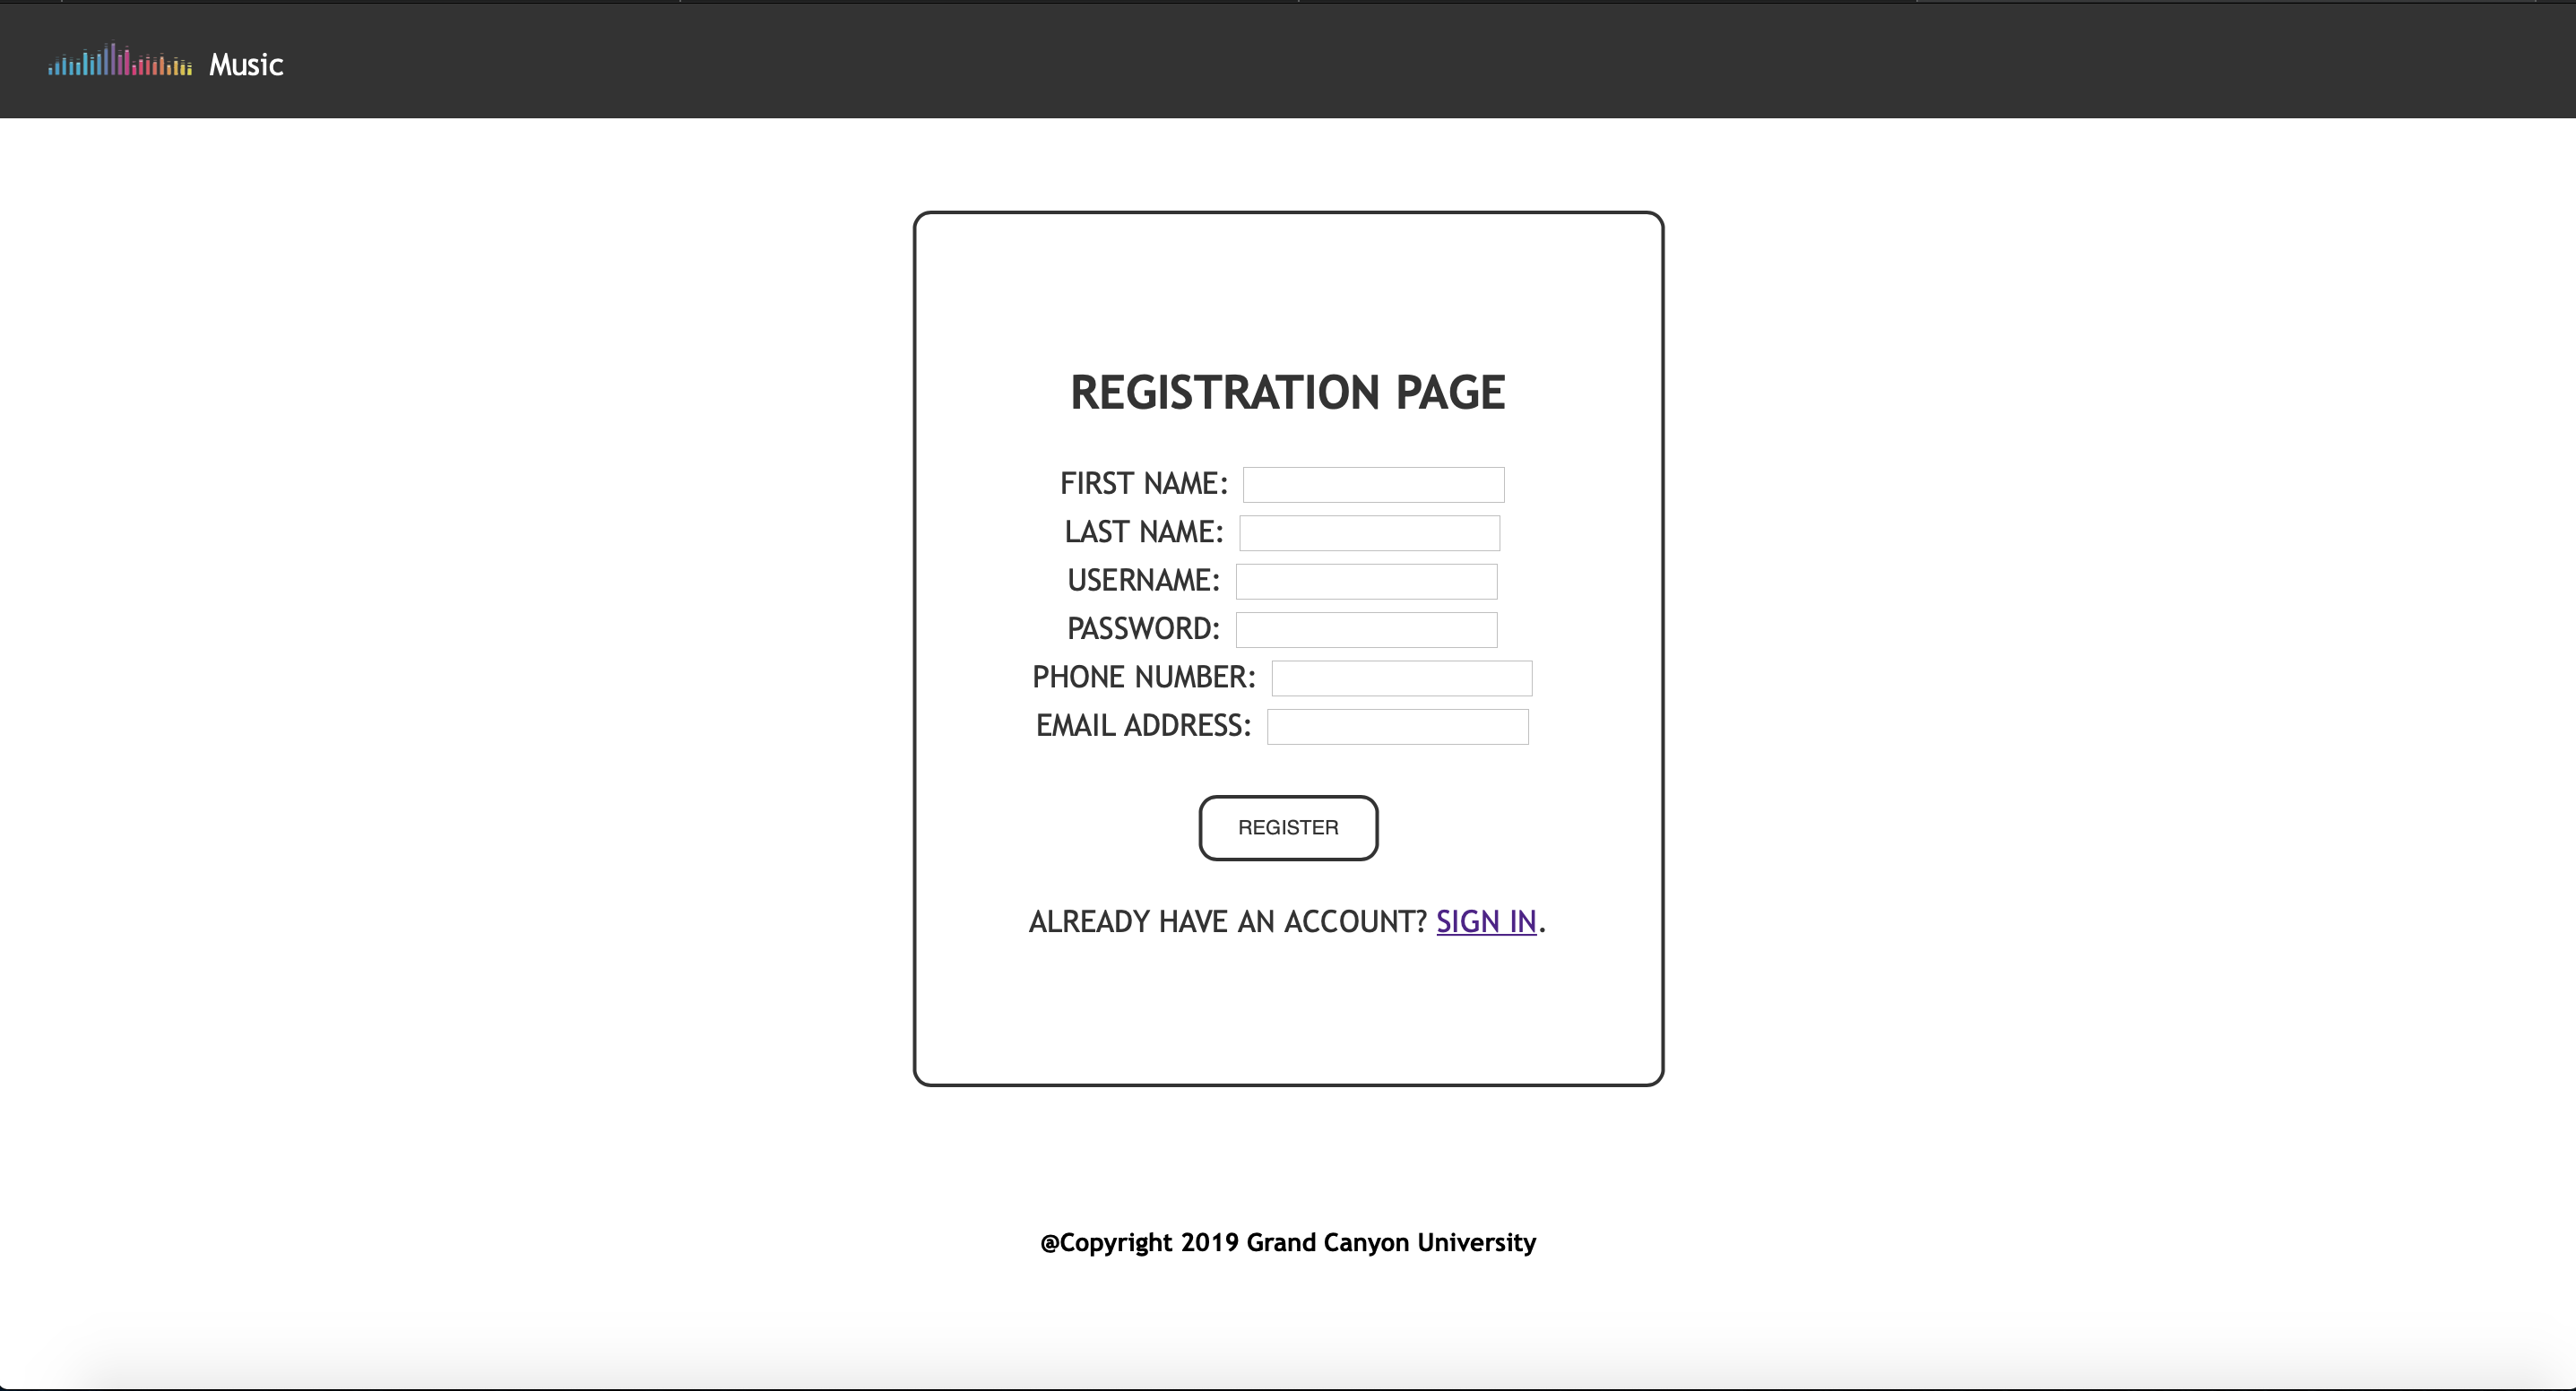 Music
REGISTRATION PAGE
FIRST NAME:
LAST NAME:
USERNAME:
PASSWORD:
PHONE NUMBER:
EMAIL ADDRESS:
REGISTER
ALREADY HAVE AN ACCOUNT? SIGN IN.
@Copyright 2019 Grand Canyon University